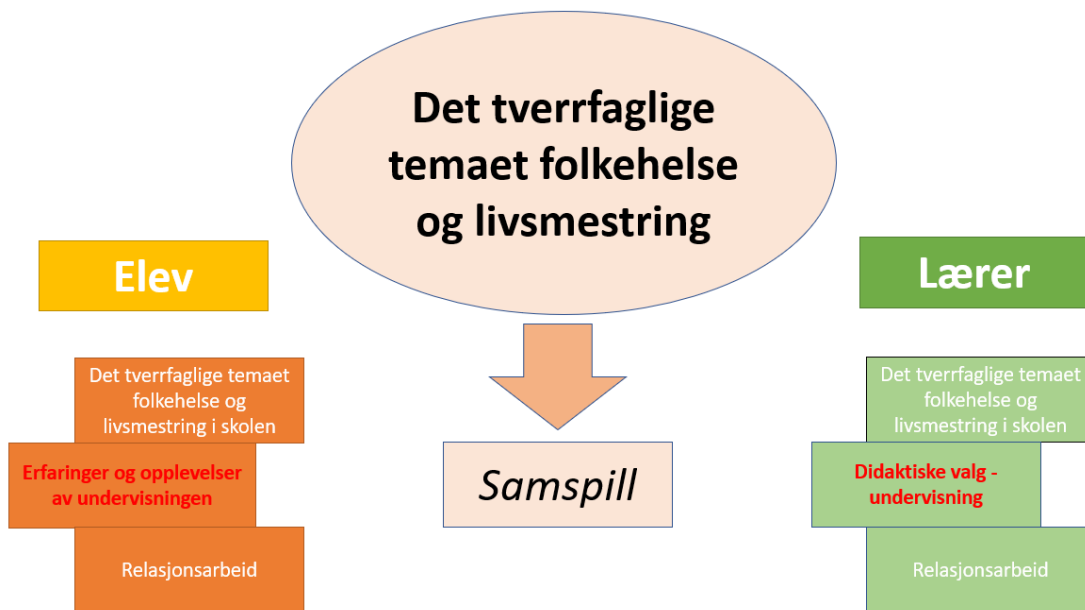 Det tverrfaglige
temaet folkehelse
og livsmestring
Elev
Lærer
Det tverrfaglige temaet
folkehelse og
livsmestring i skolen
Erfaringer og opplevelser
av undervisningen
Relasjonsarbeid
Samspill
Det tverrfaglige temaet
folkehelse og
livsmestring i skolen
Didaktiske valg -
undervisning
Relasjonsarbeid